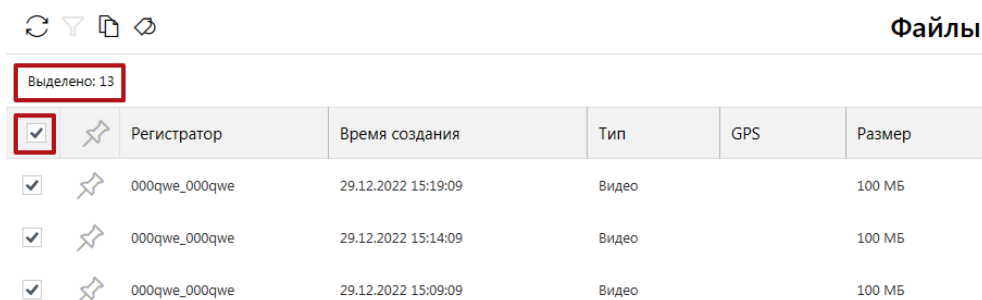 Файлы
Выделено: 13
Регистратор Время создания Тип GPS Размер
000qwe_000qwe 29.12.2022 15:19:09 Видео 100 МБ
000qwe_000qwe 29.12.2022 15:14:09 Видео 100 МБ
000qwe_000qwe 29.12.2022 15:09:09 Видео 100 МБ